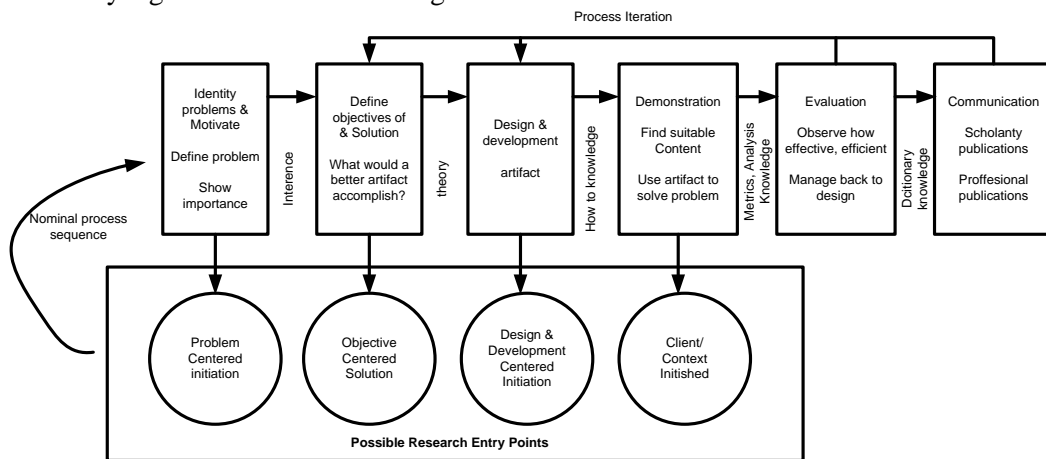 Process Iteration
Identity
problems &
Motivate
Define problem
Show
importance
Interence
Define
objectives of
& Solution
What would a
better artifact
accomplish?
theory
Design &
development
artifact
How to knowledge
Demonstration
Find suitable
Content
Use artifact to
solve problem
Metrics, Analysis
Knowledge
Evaluation
Observe how
effective, efficient
Manage back to
design
Dcitionary
knowledge
Communication
Scholanty
publications
Proffesional
publications
Nominal process
sequence
Problem
Centered
initiation
Objective
Centered
Solution
Design &
Development
Centered
Initiation
Client/
Context
Initished
Possible Research Entry Points